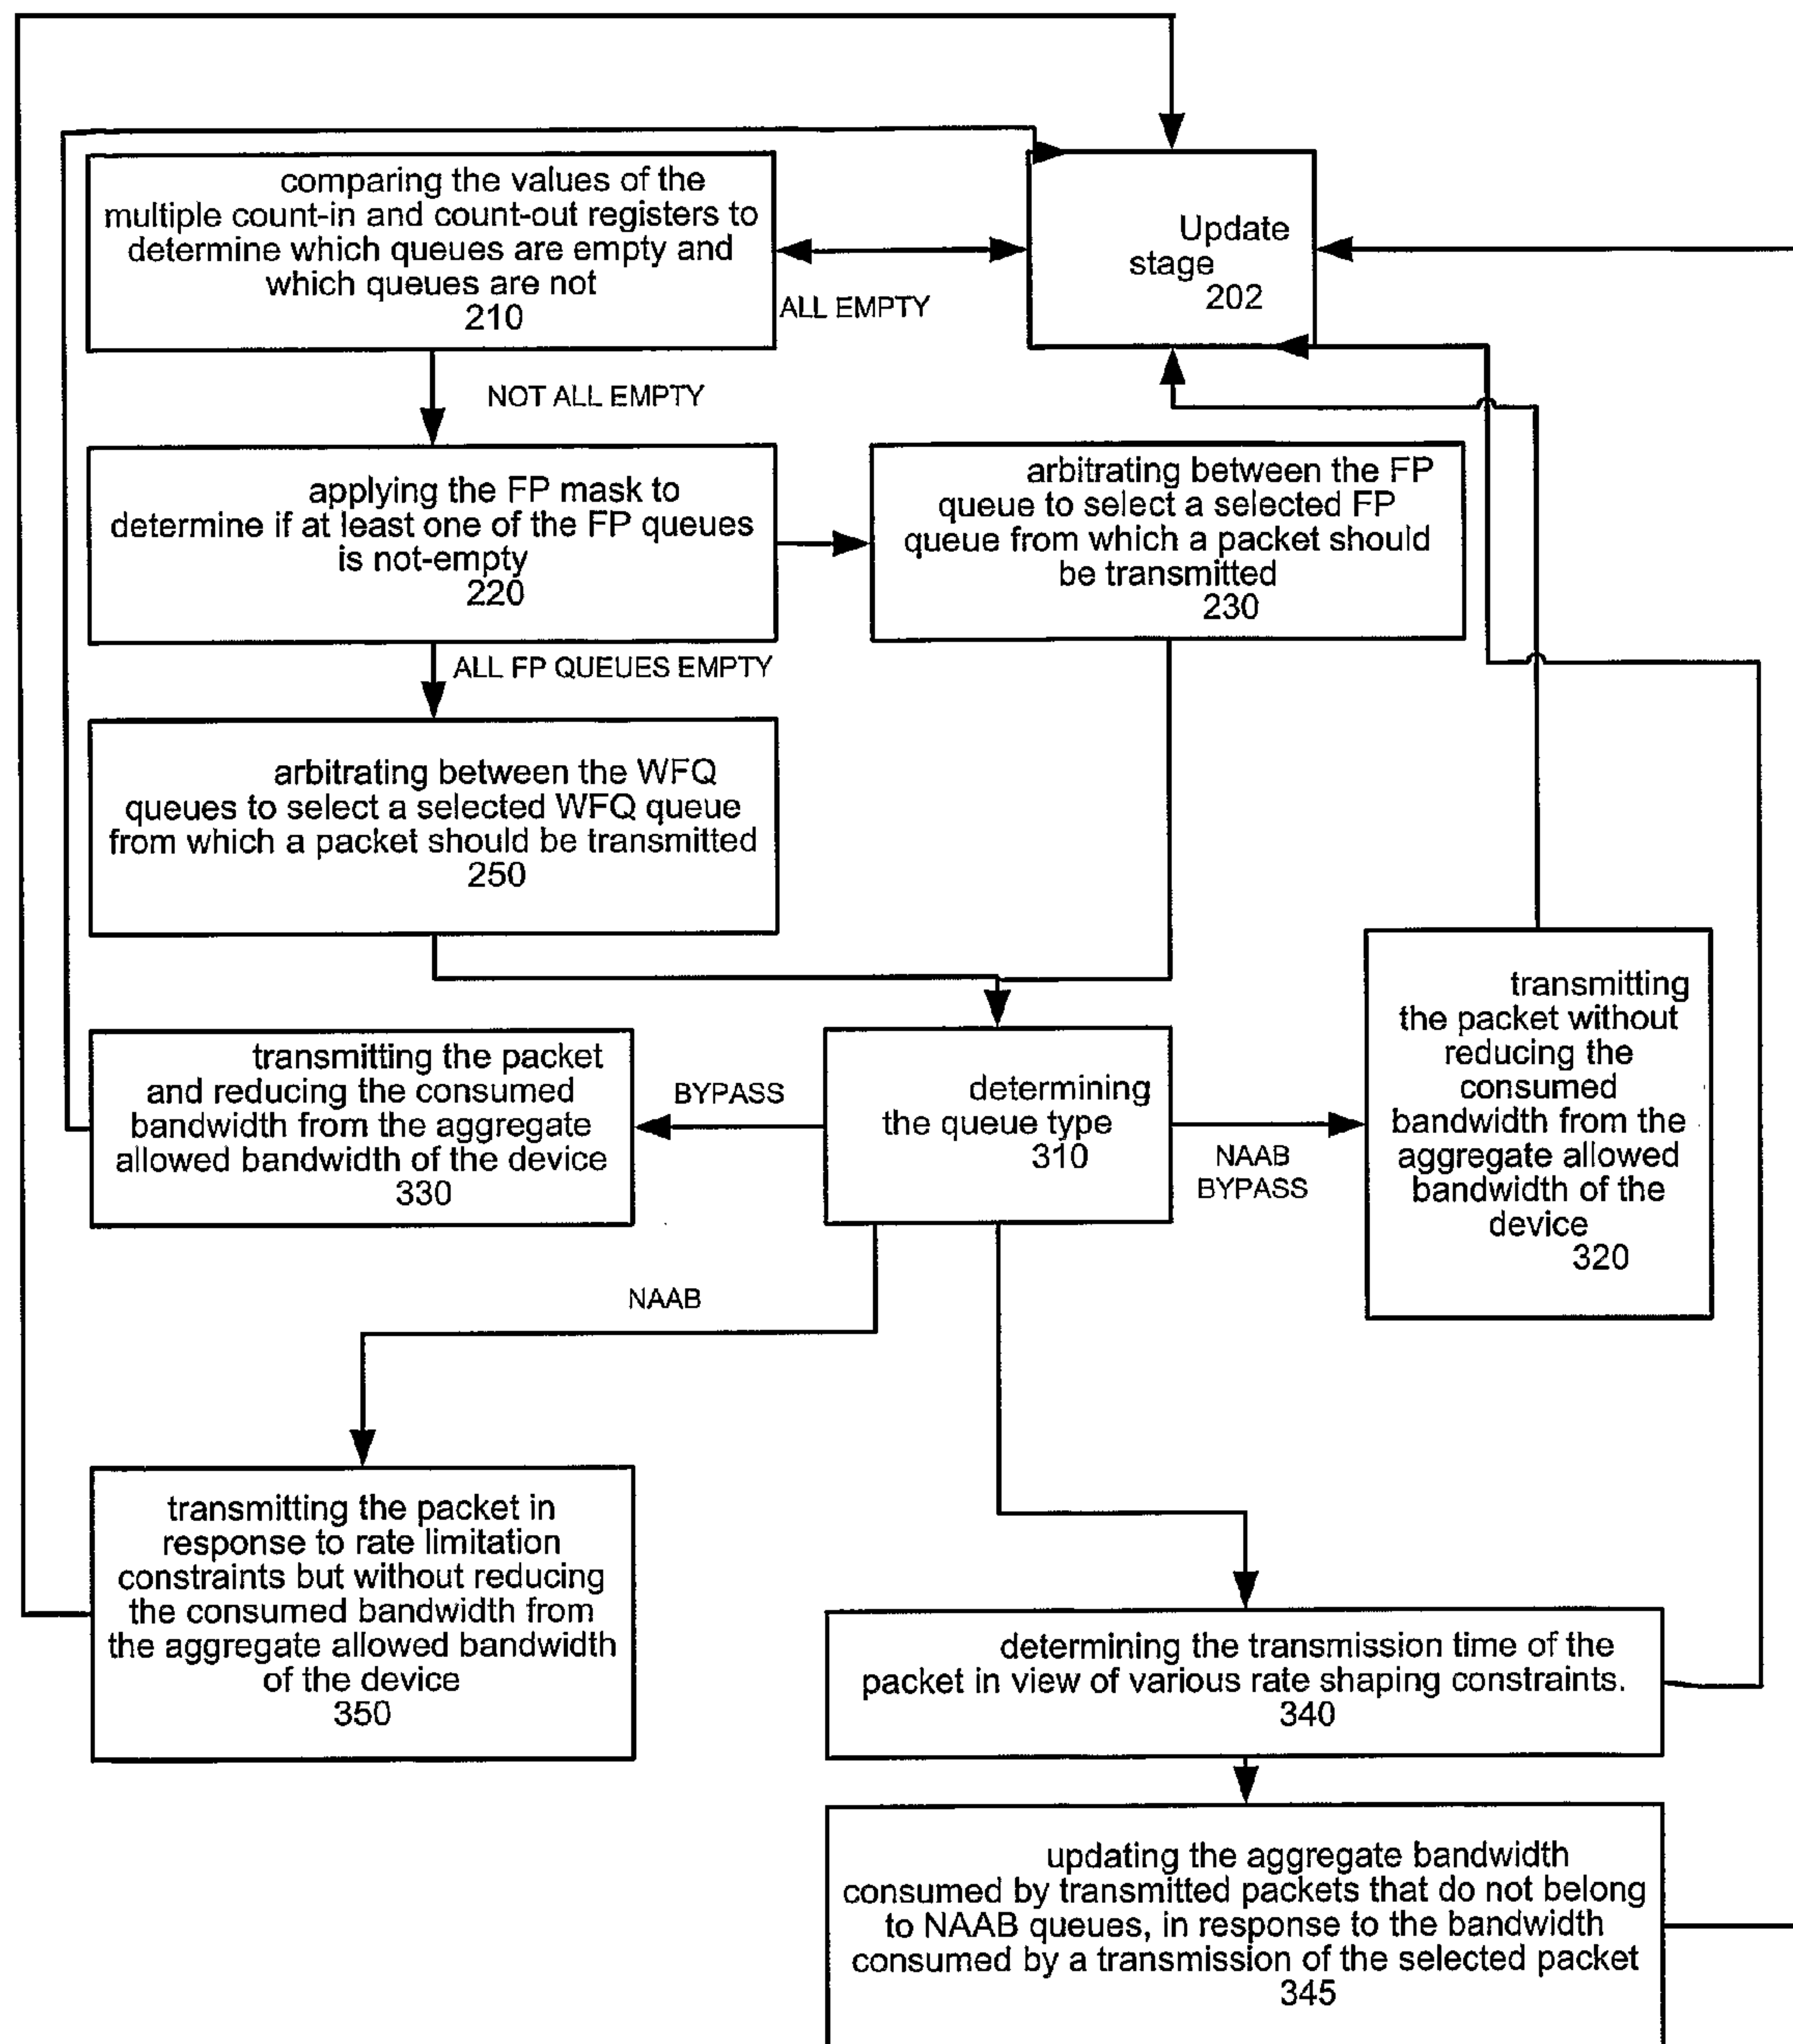 comparing the values of the
multiple count-in and count-out registers to
determine which queues are empty and
which queues are not
210
Update
stage
202
ALL EMPTY
NOT ALL EMPTY
applying the FP mask to
determine if at least one of the FP queues
is not-empty
220
arbitrating between the FP
queue to select a selected FP
queue from which a packet should
be transmitted
230
ALL FP QUEUES EMPTY
arbitrating between the WFQ
queues to select a selected WFQ queue
from which a packet should be transmitted
250
transmitting
the packet without
reducing the
consumed
bandwidth from the
aggregate allowed
bandwidth of the
device
320
transmitting the packet
and reducing the consumed
bandwidth from the aggregate
allowed bandwidth of the device
330
BYPASS
determining
the queue type
310
NAAB
BYPASS
NAAB
transmitting the packet in
response to rate limitation
constraints but without reducing
the consumed bandwidth from
the aggregate allowed bandwidth
of the device
350
determining the transmission time of the
packet in view of various rate shaping constraints.
340
updating the aggregate bandwidth
consumed by transmitted packets that do not belong
to NAAB queues, in response to the bandwidth
consumed by a transmission of the selected packet
345